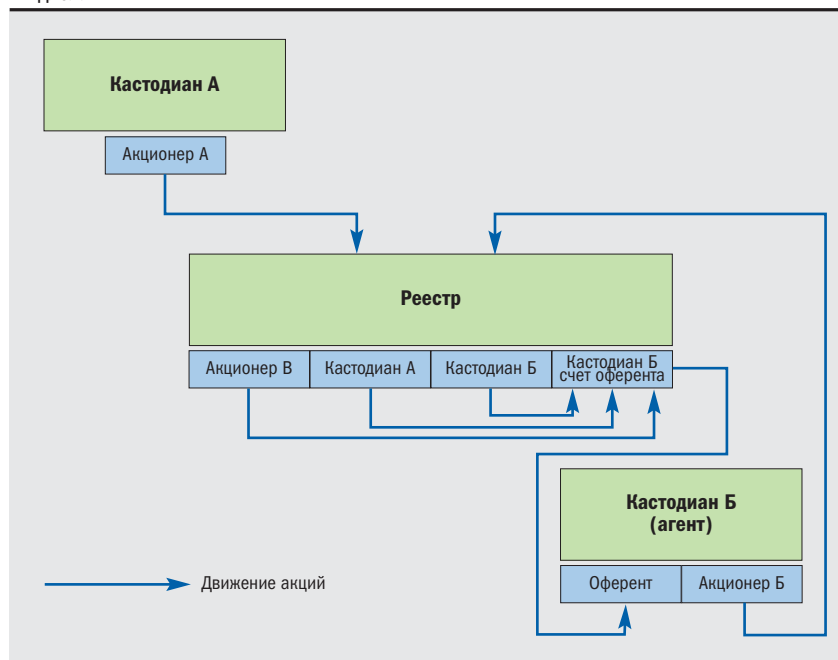 Кастодиан А
Акционер А
Реестр
Акционер В
Кастодиан А
Кастодиан Б
Кастодиан Б
счет оферента
Кастодиан Б
(агент)
Оферент
Акционер Б
Движение акций